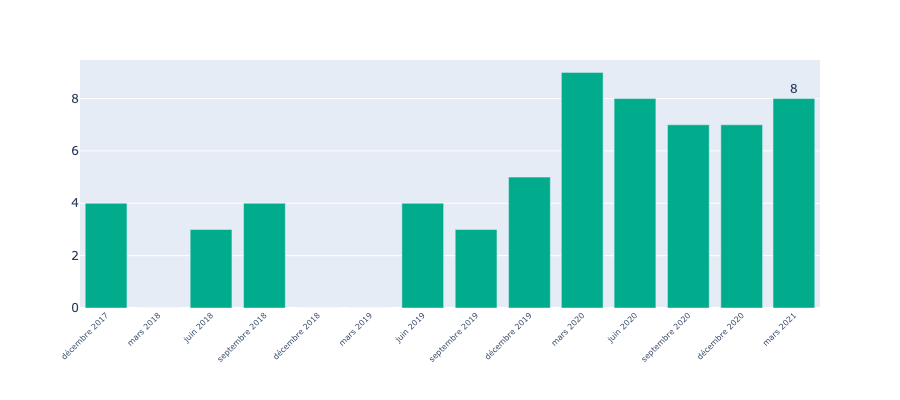 8
8
6
4
2
0
décembre 2017
mars 2018
juin 2018
septembre 2018
décembre 2018
mars 2019
juin 2019
septembre 2019
décembre 2019
mars 2020
juin 2020
septembre 2020
décembre 2020
mars 2021